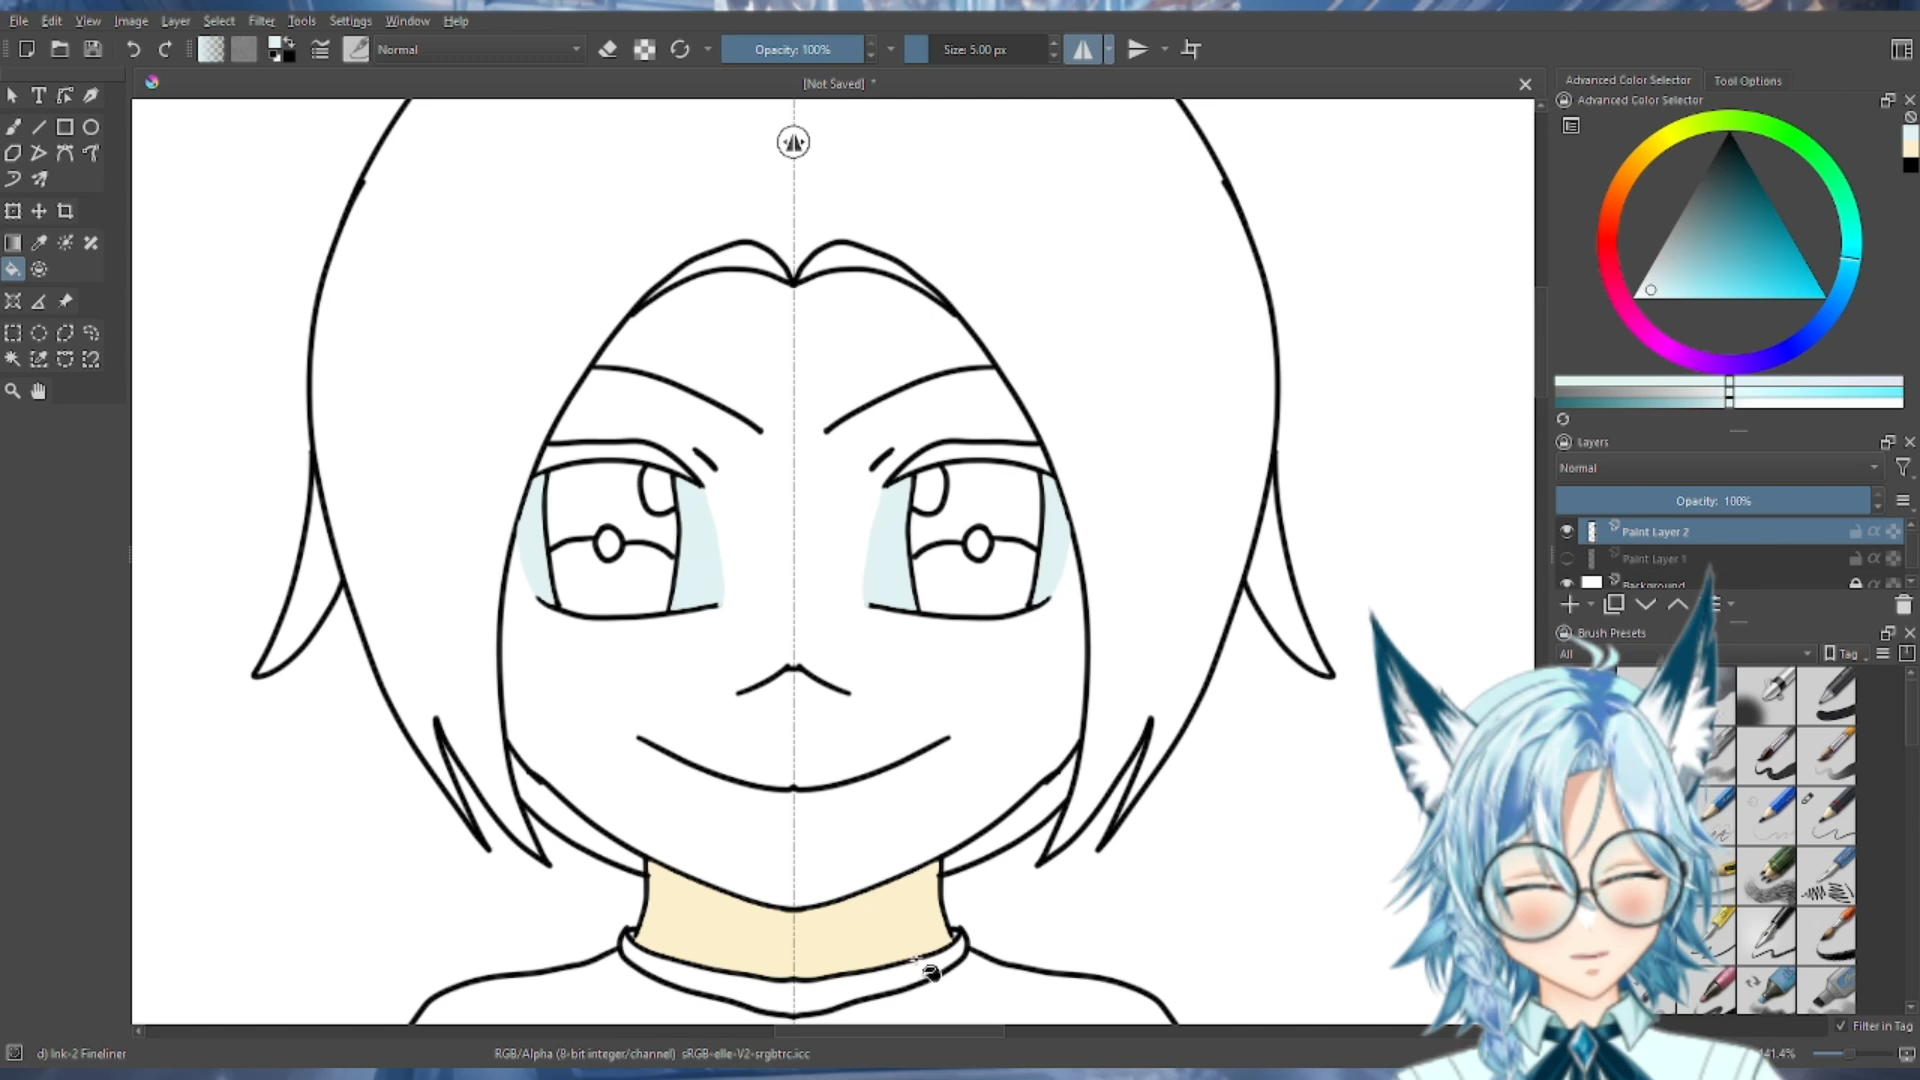 File Edit View Image Layer Select Filter Tools Settings Window Help
Normal
Opacity: 100%
Size: 5.00 px
[Not Saved] *
Advanced Color Selector
Tool Options
Advanced Color Selector
Layers
Normal
Opacity: 100%
Paint Layer 2
Paint Layer 1
Background
Brush Presets
All
Tag
Filter in Tag
d) Ink-2 Fineliner
RGB/Alpha (8-bit integer/channel) sRGB-elle-V2-srgbtrc.icc
41.4%